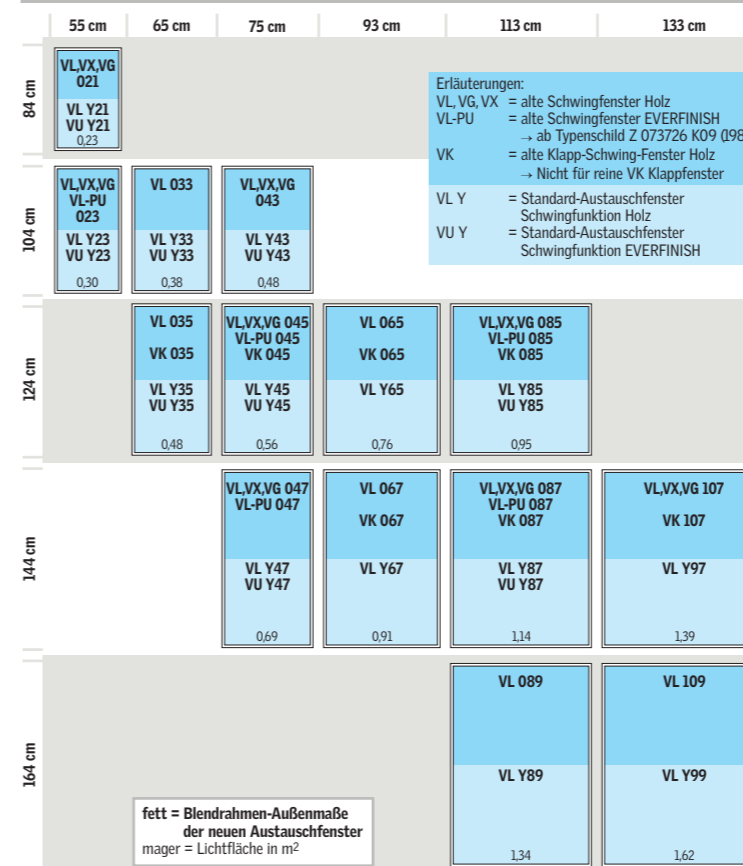 55 cm 65 cm 75 cm 93 cm 113 cm 133 cm
84 cm
VL,VX,VG
021
VL Y21
VU Y21
0,23
Erläuterungen:
VL, VG, VX = alte Schwingfenster Holz
VL-PU = alte Schwingfenster EVERFINISH
→ ab Typenschild Z 073726 K09 (198
VK = alte Klapp-Schwing-Fenster Holz
→ Nicht für reine VK Klappfenster
VL Y = Standard-Austauschfenster
Schwingfunktion Holz
VU Y = Standard-Austauschfenster
Schwingfunktion EVERFINISH
104 cm
VL,VX,VG
VL-PU
023
VL Y23
VU Y23
0,30
VL 033
VL Y33
VU Y33
0,38
VL,VX,VG
043
VL Y43
VU Y43
0,48
124 cm
VL 035
VK 035
VL Y35
VU Y35
0,48
VL,VX,VG 045
VL-PU 045
VK 045
VL Y45
VU Y45
0,56
VL 065
VK 065
VL Y65
0,76
VL,VX,VG 085
VL-PU 085
VK 085
VL Y85
VU Y85
0,95
144 cm
VL,VX,VG 047
VL-PU 047
VL Y47
VU Y47
0,69
VL 067
VK 067
VL Y67
0,91
VL,VX,VG 087
VL-PU 087
VK 087
VL Y87
VU Y87
1,14
VL,VX,VG 107
VK 107
VL Y97
1,39
164 cm
VL 089
VL Y89
1,34
VL 109
VL Y99
1,62
fett = Blendrahmen-Außenmaße
der neuen Austauschfenster
mager = Lichtfläche in m²